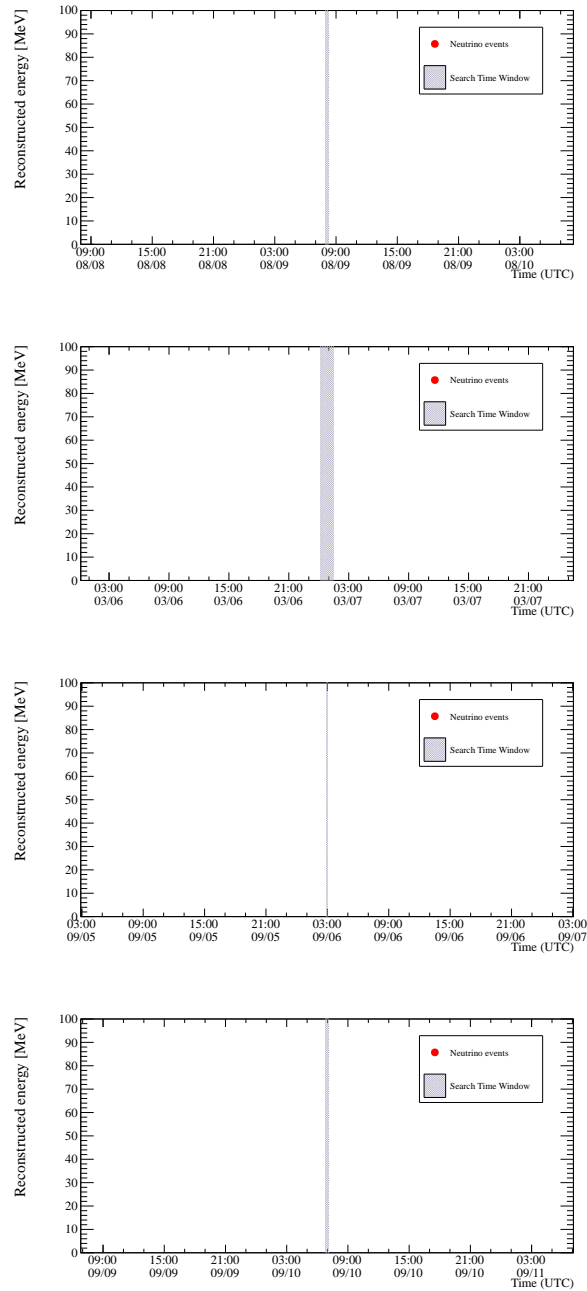 Reconstructed energy [MeV]
100
90
80
70
60
50
40
30
20
10
0
Neutrino events
Search Time Window
09:00 15:00 21:00 03:00 09:00 15:00 21:00 03:00
08/08 08/08 08/08 08/09 08/09 08/09 08/09 08/10
Time (UTC)
Reconstructed energy [MeV]
100
90
80
70
60
50
40
30
20
10
0
Neutrino events
Search Time Window
03:00 09:00 15:00 21:00 03:00 09:00 15:00 21:00
03/06 03/06 03/06 03/06 03/07 03/07 03/07 03/07
Time (UTC)
Reconstructed energy [MeV]
100
90
80
70
60
50
40
30
20
10
0
Neutrino events
Search Time Window
03:00 09:00 15:00 21:00 03:00 09:00 15:00 21:00 03:00
09/05 09/05 09/05 09/05 09/06 09/06 09/06 09/06 09/07
Time (UTC)
Reconstructed energy [MeV]
100
90
80
70
60
50
40
30
20
10
0
Neutrino events
Search Time Window
09:00 15:00 21:00 03:00 09:00 15:00 21:00 03:00
09/09 09/09 09/09 09/10 09/10 09/10 09/10 09/11
Time (UTC)